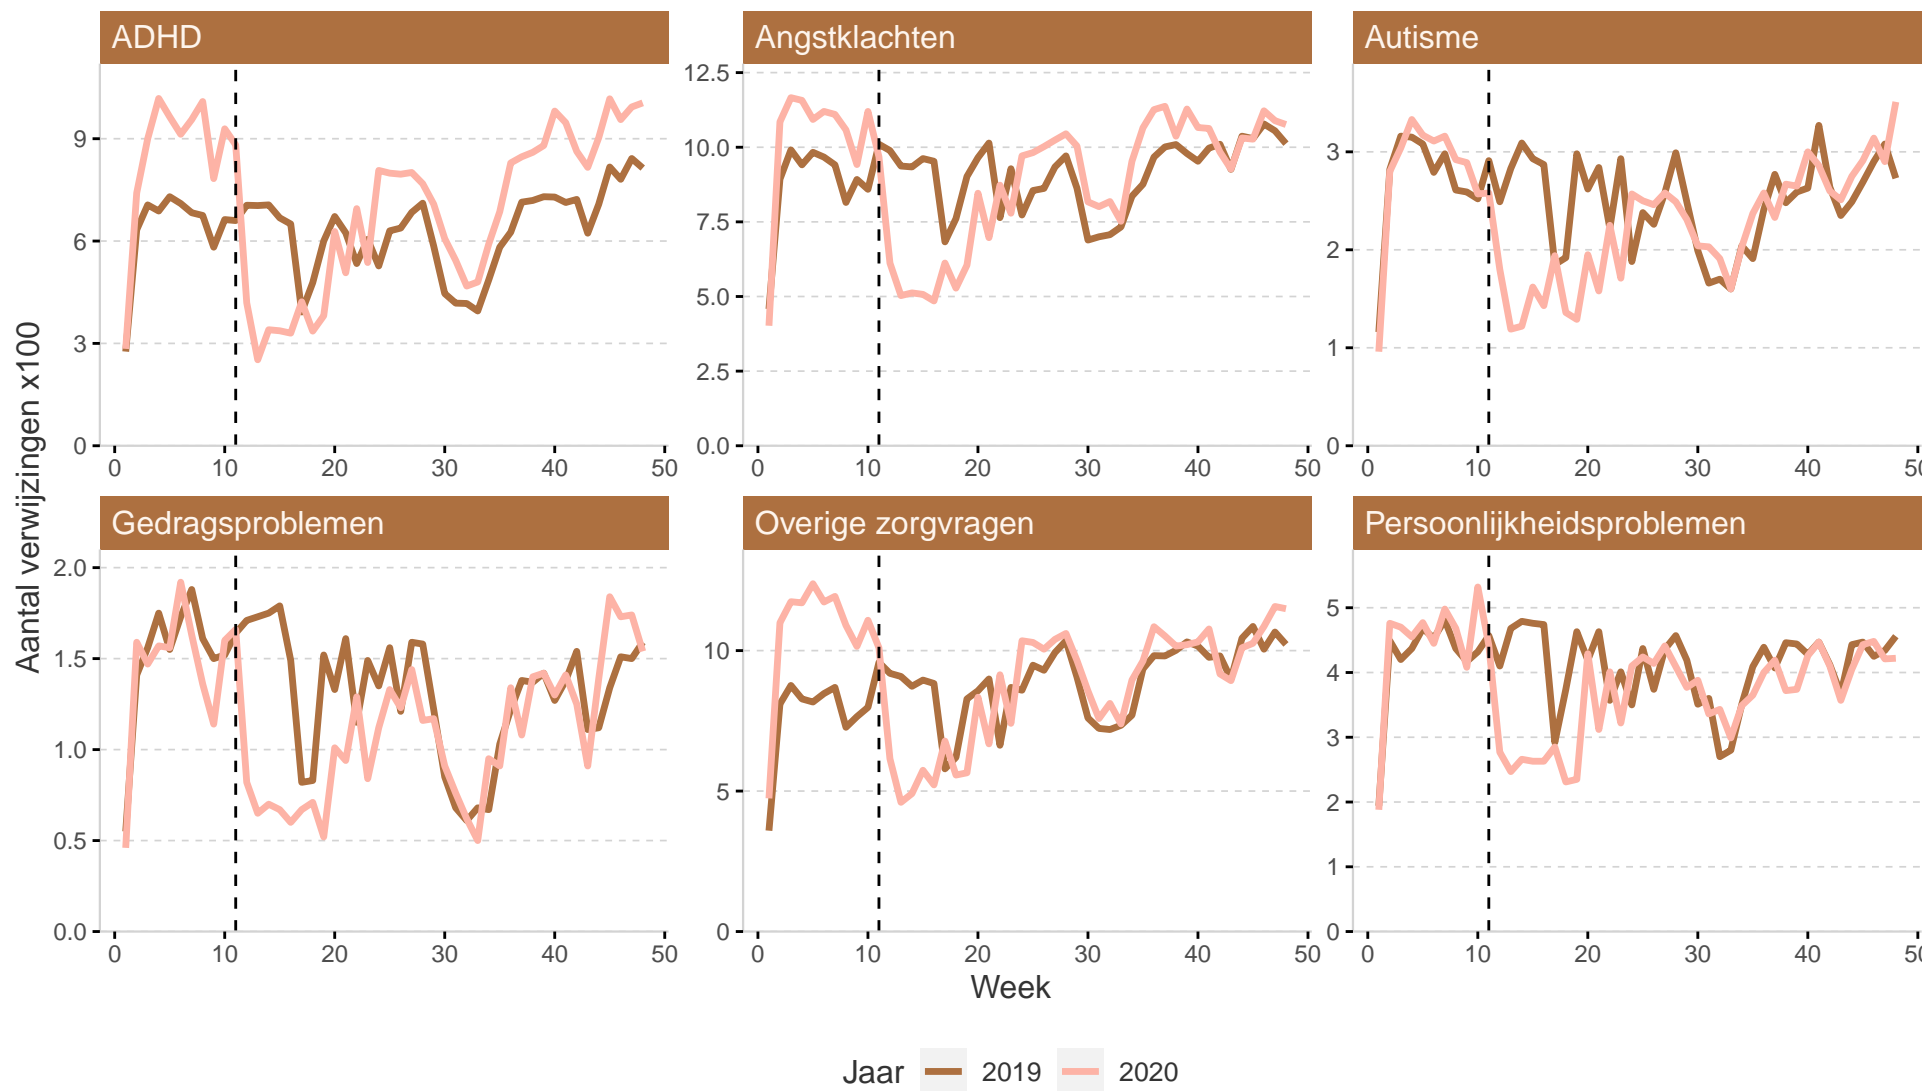 ADHD
Angstklachten
Autisme
9
6
3
0
12.5
10.0
7.5
5.0
2.5
0.0
3
2
1
0
0 10 20 30 40 50
0 10 20 30 40 50
0 10 20 30 40
Gedragsproblemen
Overige zorgvragen
Persoonlijkheidsproblemen
2.0
1.5
1.0
0.5
0.0
10
5
0
5
4
3
2
1
0
0 10 20 30 40 50
0 10 20 30 40 50
0 10 20 30 40
Aantal verwijzingen x100
Week
Jaar 2019 2020